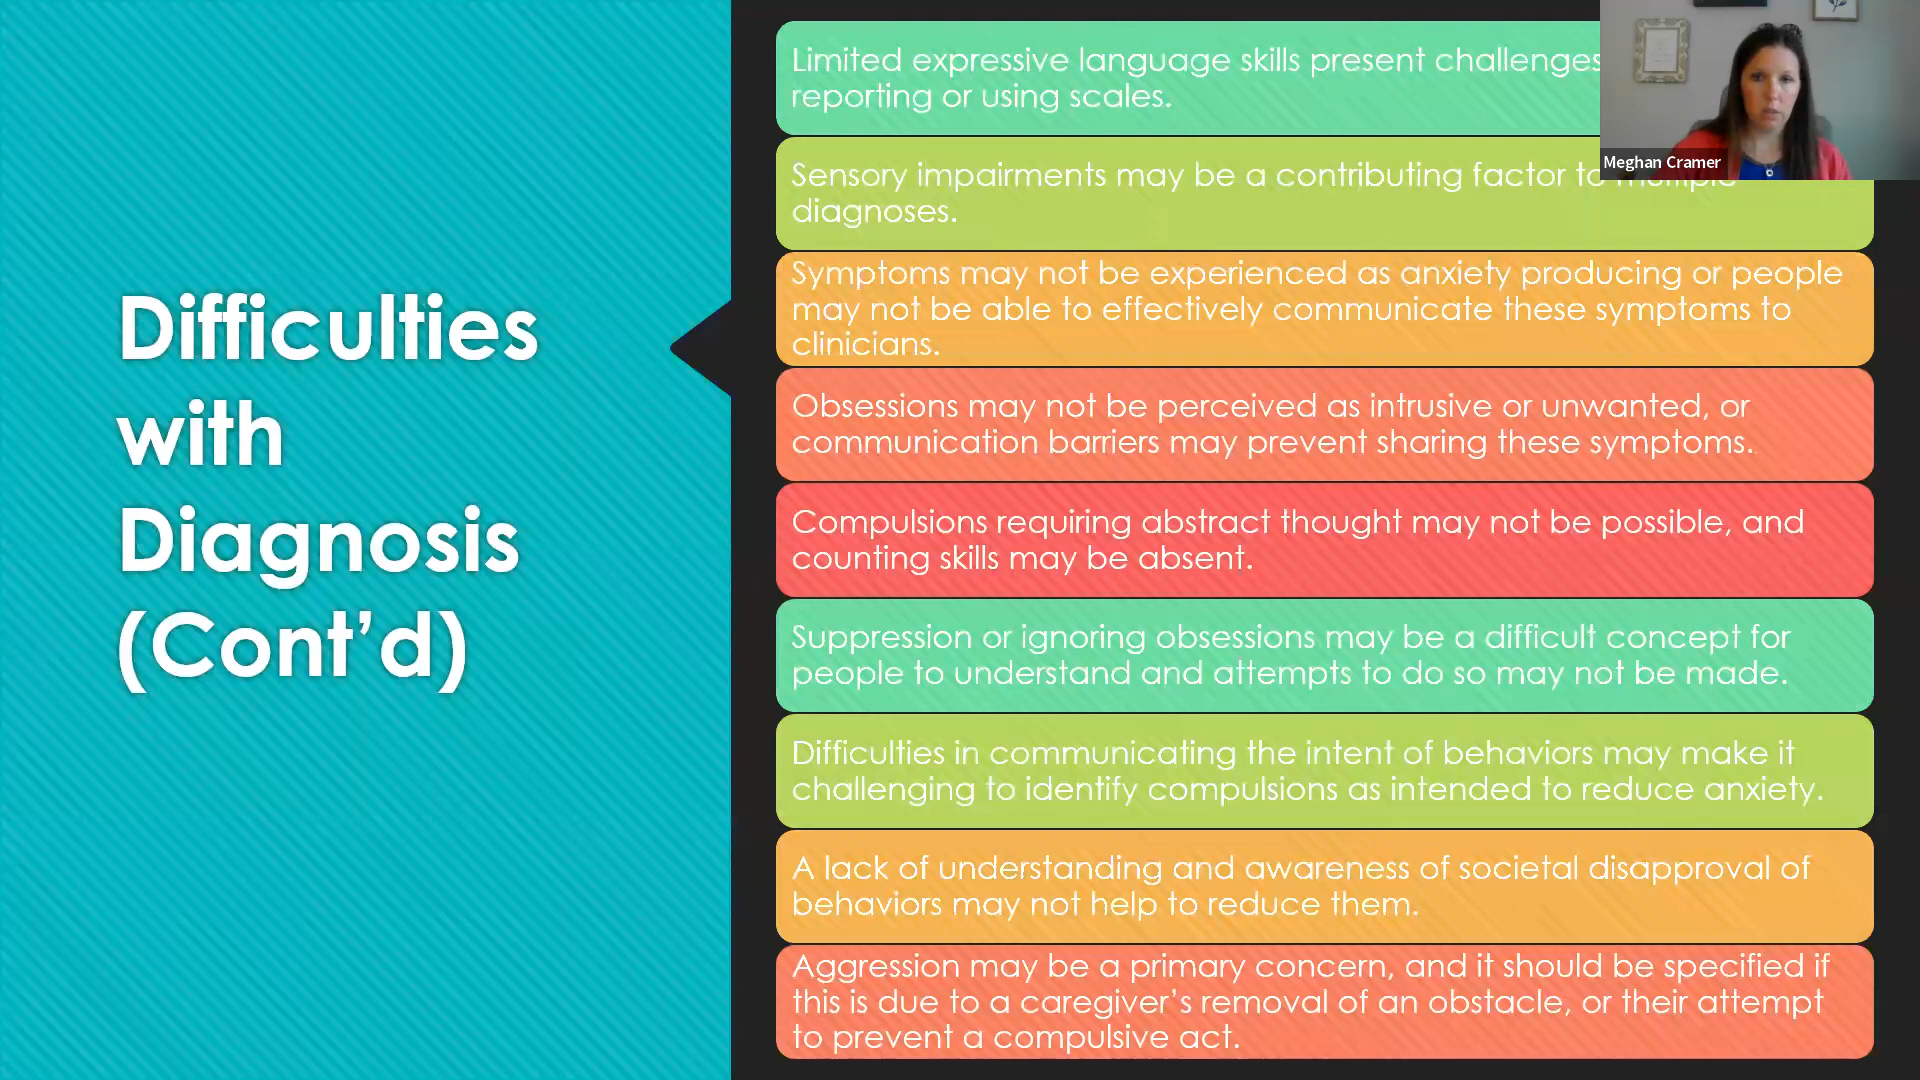 Difficulties
with
Diagnosis
(Cont’d)
Limited expressive language skills present challenges
reporting or using scales.
Meghan Cramer
Sensory impairments may be a contributing factor to multiple
diagnoses.
Symptoms may not be experienced as anxiety producing or people
may not be able to effectively communicate these symptoms to
clinicians.
Obsessions may not be perceived as intrusive or unwanted, or
communication barriers may prevent sharing these symptoms.
Compulsions requiring abstract thought may not be possible, and
counting skills may be absent.
Suppression or ignoring obsessions may be a difficult concept for
people to understand and attempts to do so may not be made.
Difficulties in communicating the intent of behaviors may make it
challenging to identify compulsions as intended to reduce anxiety.
A lack of understanding and awareness of societal disapproval of
behaviors may not help to reduce them.
Aggression may be a primary concern, and it should be specified if
this is due to a caregiver’s removal of an obstacle, or their attempt
to prevent a compulsive act.